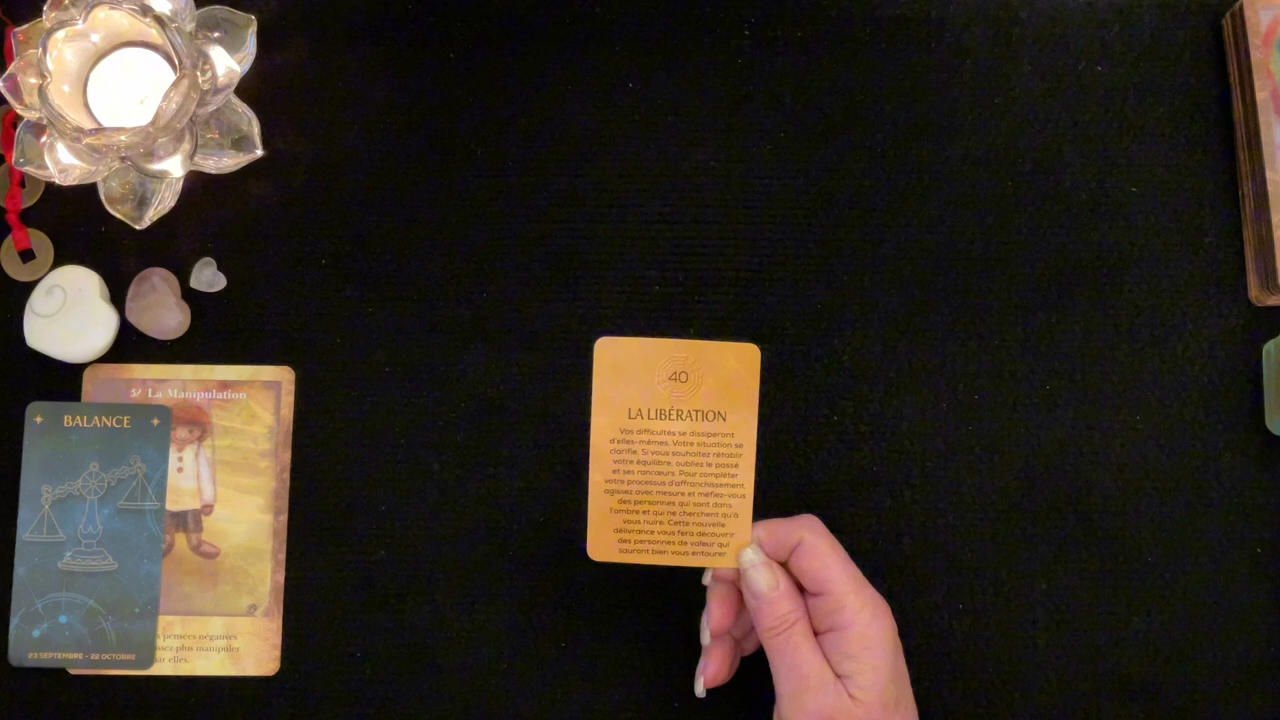 57 La Manipulation
BALANCE
23 SEPTEMBRE - 22 OCTOBRE
pensées négatives
ssez plus manipuler
ar elles.
40
LA LIBÉRATION
Vos difficultés se dissiperont
d'elles-mêmes. Votre situation se
clarifie. Si vous souhaitez rétablir
votre équilibre, oubliez le passé
et ses rancœurs. Pour compléter
votre processus d'affranchissement,
agissez avec mesure et méfiez-vous
des personnes qui sont dans
l'ombre et qui ne cherchent qu'à
vous nuire. Cette nouvelle
délivrance vous fera découvrir
des personnes de valeur qui
sauront bien vous entourer.